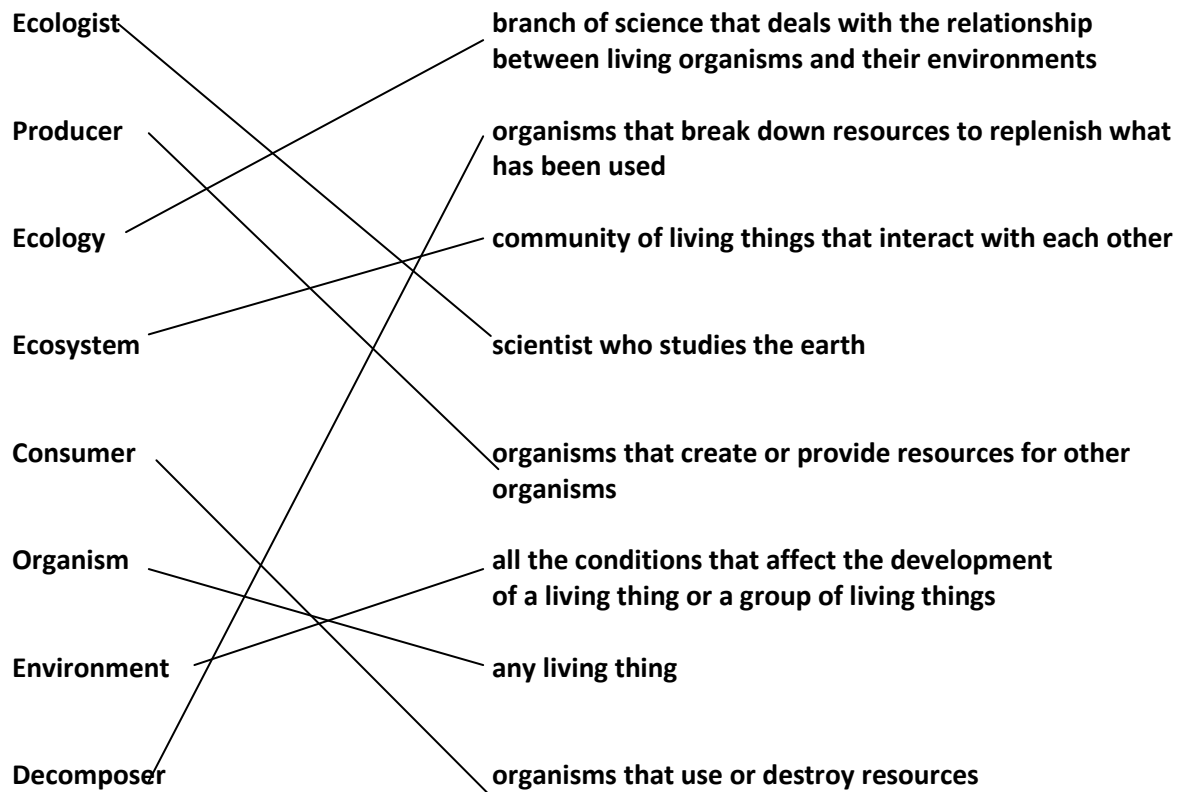 Ecologist
branch of science that deals with the relationship
between living organisms and their environments
Producer
organisms that break down resources to replenish what
has been used
Ecology
community of living things that interact with each other
Ecosystem
scientist who studies the earth
Consumer
organisms that create or provide resources for other
organisms
Organism
all the conditions that affect the development
of a living thing or a group of living things
Environment
any living thing
Decomposer
organisms that use or destroy resources